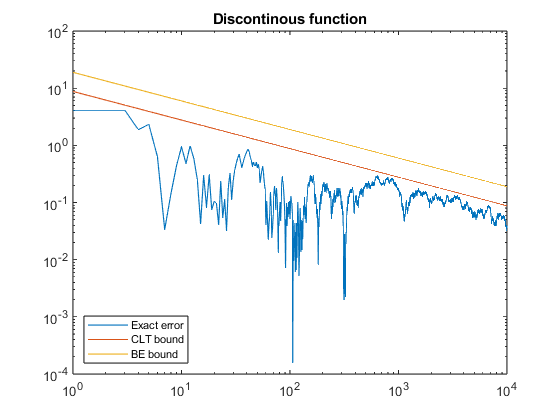 Discontinous function
10^2
10^1
10^0
10^-1
10^-2
10^-3
10^-4
Exact error
CLT bound
BE bound
10^0 10^1 10^2 10^3 10^4